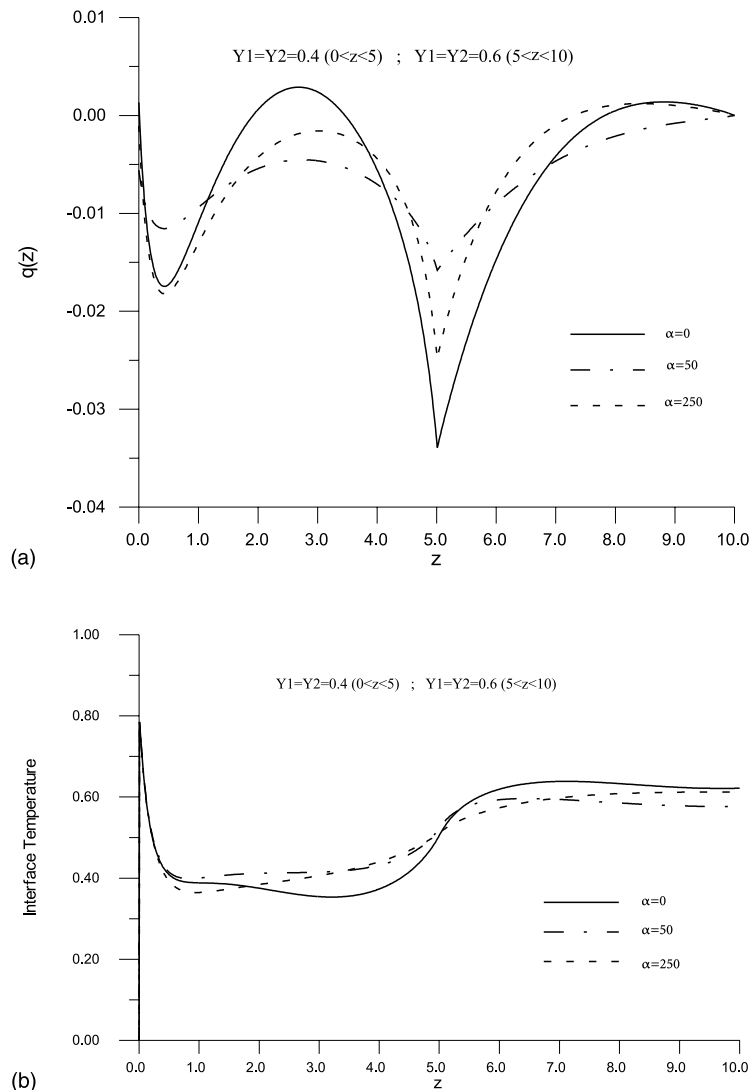 0.01
Y1=Y2=0.4 (0<z<5) ; Y1=Y2=0.6 (5<z<10)
0.00
-0.01
q(z)
-0.02
α=0
α=50
-0.03
α=250
-0.04
0.0 1.0 2.0 3.0 4.0 5.0 6.0 7.0 8.0 9.0 10.0
(a)
z
1.00
Y1=Y2=0.4 (0<z<5) ; Y1=Y2=0.6 (5<z<10)
0.80
Interface Temperature
0.60
0.40
α=0
α=50
0.20
α=250
0.00
0.0 1.0 2.0 3.0 4.0 5.0 6.0 7.0 8.0 9.0 10.0
(b)
z